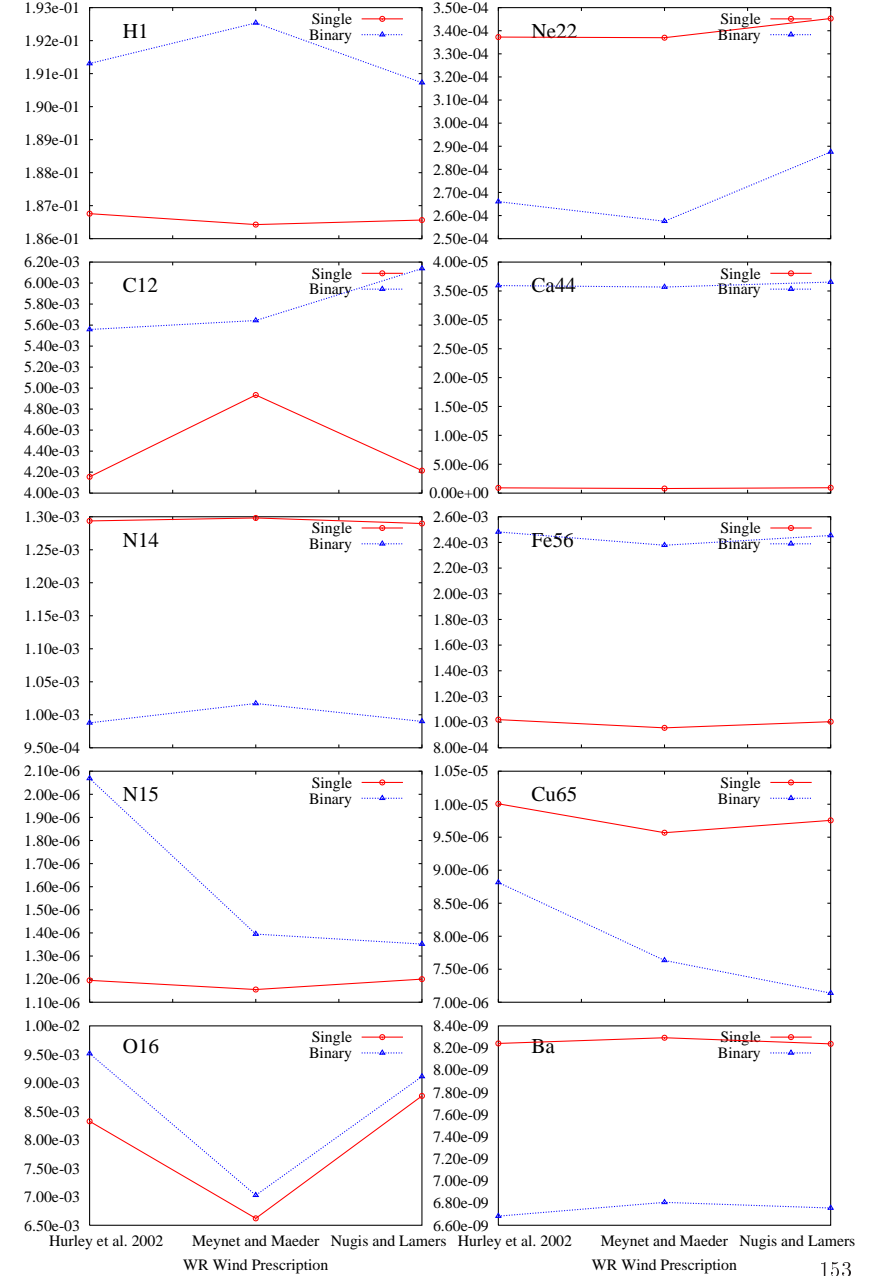 1.93e-01
1.92e-01
1.91e-01
1.90e-01
1.89e-01
1.88e-01
1.87e-01
1.86e-01
H1
Single
Binary
3.50e-04
3.40e-04
3.30e-04
3.20e-04
3.10e-04
3.00e-04
2.90e-04
2.80e-04
2.70e-04
2.60e-04
2.50e-04
Ne22
Single
Binary
6.20e-03
6.00e-03
5.80e-03
5.60e-03
5.40e-03
5.20e-03
5.00e-03
4.80e-03
4.60e-03
4.40e-03
4.20e-03
4.00e-03
C12
Single
Binary
4.00e-05
3.50e-05
3.00e-05
2.50e-05
2.00e-05
1.50e-05
1.00e-05
5.00e-06
0.00e+00
Ca44
Single
Binary
1.30e-03
1.25e-03
1.20e-03
1.15e-03
1.10e-03
1.05e-03
1.00e-03
9.50e-04
N14
Single
Binary
2.60e-03
2.40e-03
2.20e-03
2.00e-03
1.80e-03
1.60e-03
1.40e-03
1.20e-03
1.00e-03
8.00e-04
Fe56
Single
Binary
2.10e-06
2.00e-06
1.90e-06
1.80e-06
1.70e-06
1.60e-06
1.50e-06
1.40e-06
1.30e-06
1.20e-06
1.10e-06
N15
Single
Binary
1.05e-05
1.00e-05
9.50e-06
9.00e-06
8.50e-06
8.00e-06
7.50e-06
7.00e-06
Cu65
Single
Binary
1.00e-02
9.50e-03
9.00e-03
8.50e-03
8.00e-03
7.50e-03
7.00e-03
6.50e-03
O16
Single
Binary
Hurley et al. 2002 Meynet and Maeder Nugis and Lamers
WR Wind Prescription
8.40e-09
8.20e-09
8.00e-09
7.80e-09
7.60e-09
7.40e-09
7.20e-09
7.00e-09
6.80e-09
6.60e-09
Ba
Single
Binary
Hurley et al. 2002 Meynet and Maeder Nugis and Lamers
WR Wind Prescription
153